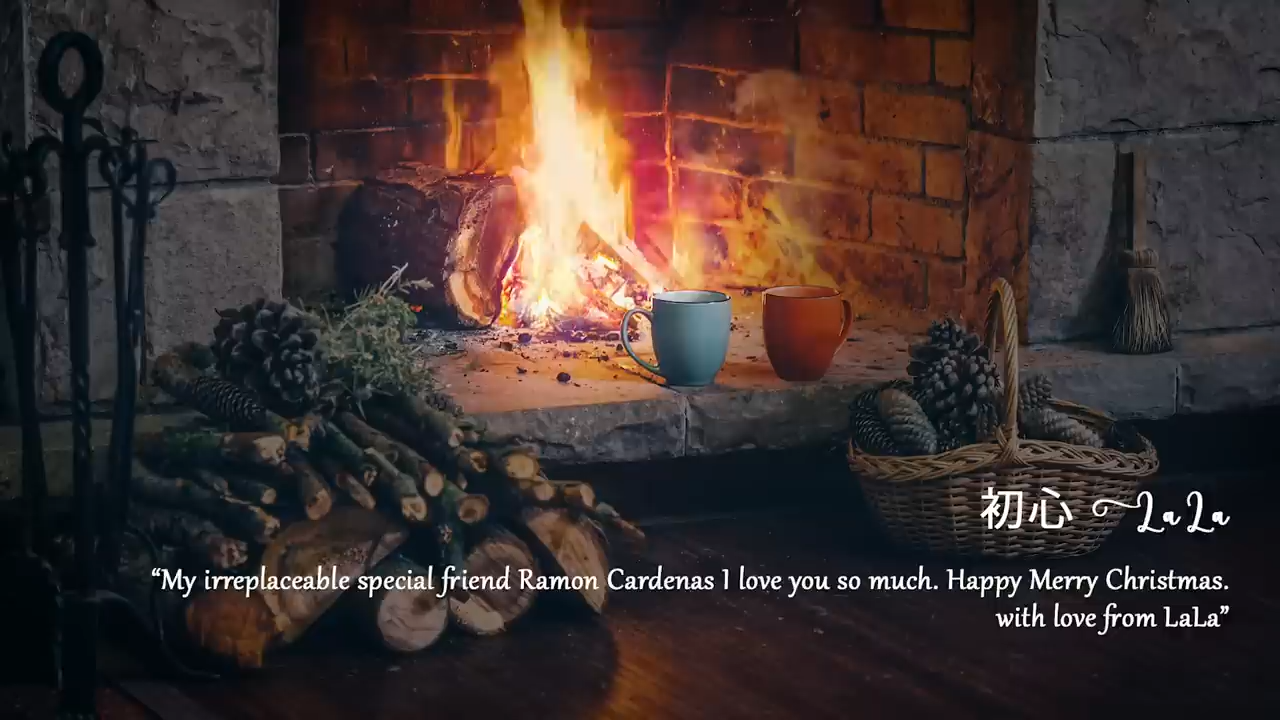 初心 ~LaLa
“My irreplaceable special friend Ramon Cardenas I love you so much. Happy Merry Christmas.
with love from LaLa”